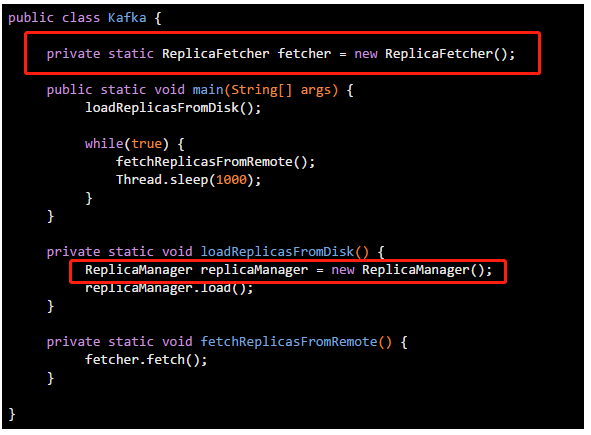 public class Kafka {
private static ReplicaFetcher fetcher = new ReplicaFetcher();
public static void main(String[] args) {
loadReplicasFromDisk();
while(true) {
fetchReplicasFromRemote();
Thread.sleep(1000);
}
}
private static void loadReplicasFromDisk() {
ReplicaManager replicaManager = new ReplicaManager();
replicaManager.load();
}
private static void fetchReplicasFromRemote() {
fetcher.fetch();
}
}